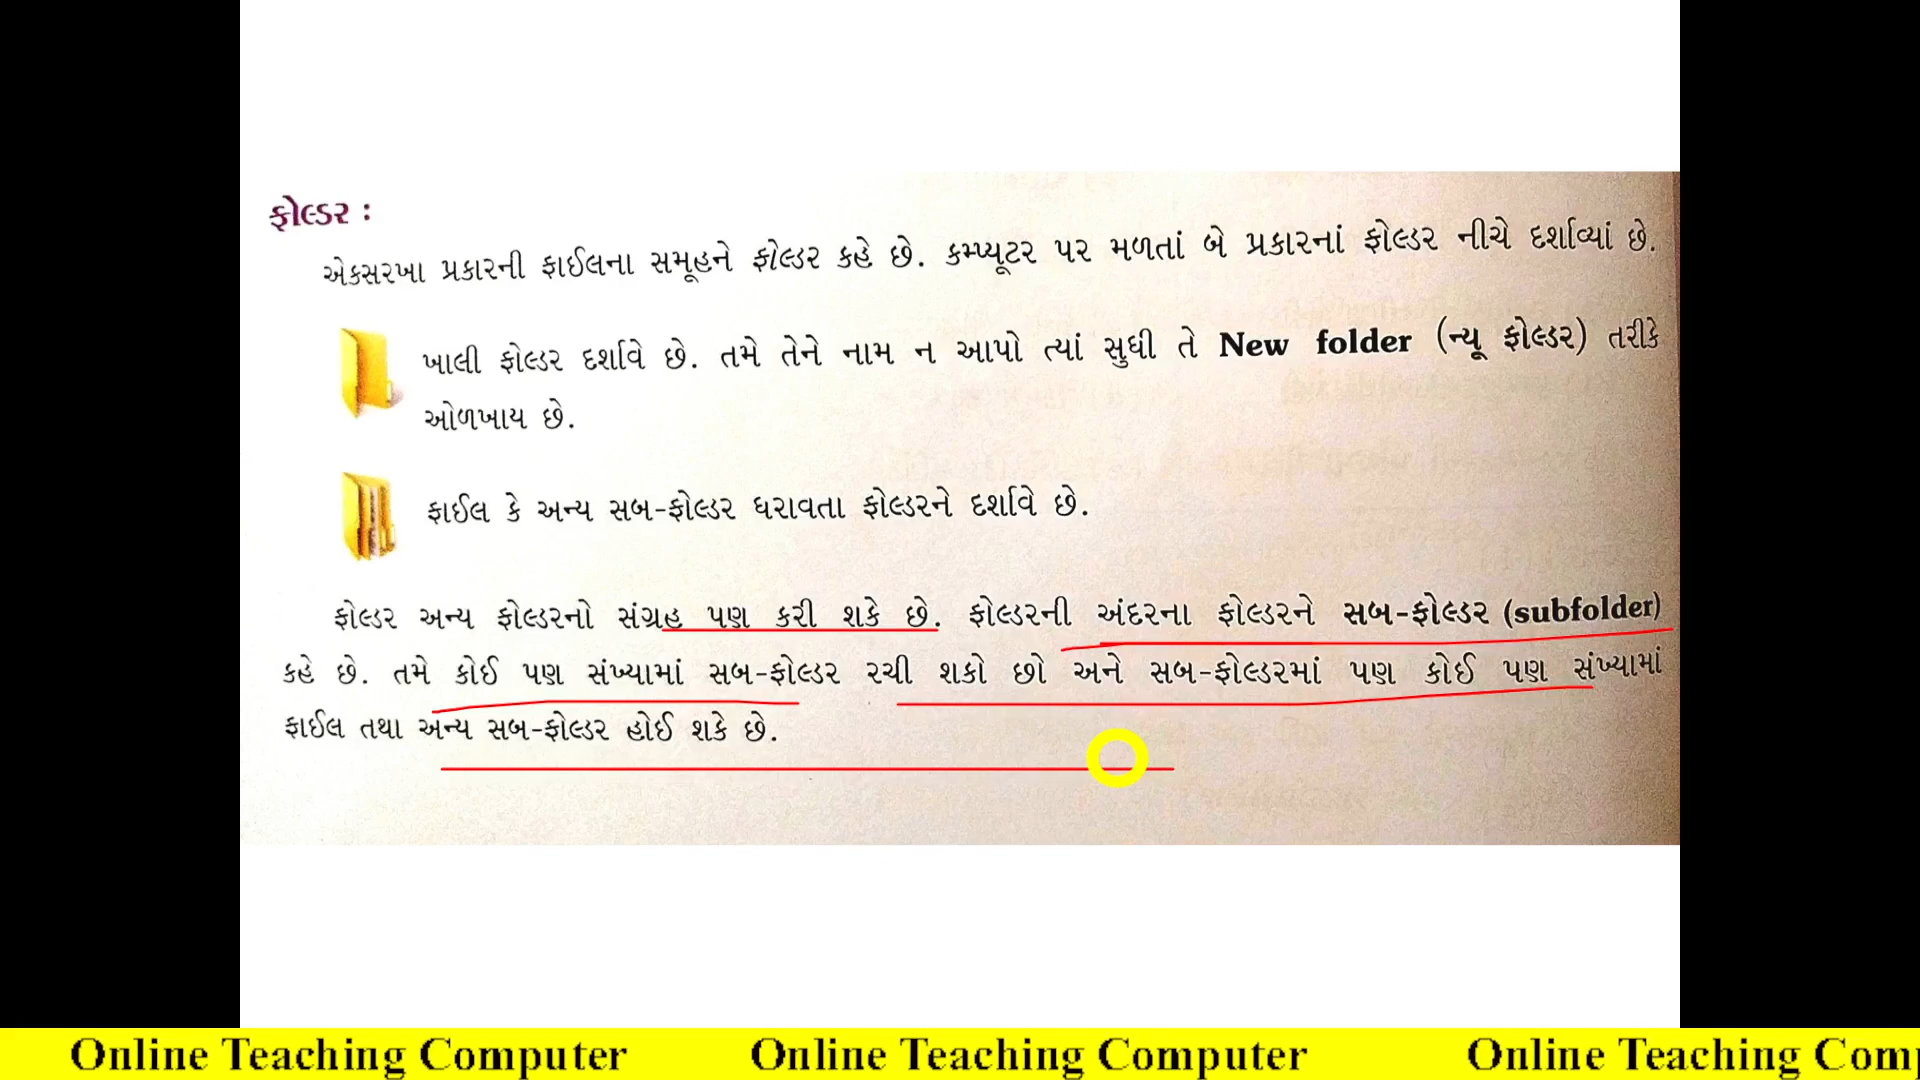 ફોલ્ડર :
એકસરખા પ્રકારની ફાઈલના સમૂહને ફોલ્ડર કહે છે. કમ્પ્યૂટર પર મળતાં બે પ્રકારનાં ફોલ્ડર નીચે દર્શાવ્યાં છે.
ખાલી ફોલ્ડર દર્શાવે છે. તમે તેને નામ ન આપો ત્યાં સુધી તે New folder (ન્યૂ ફોલ્ડર) તરીકે
ઓળખાય છે.
ફાઈલ કે અન્ય સબ-ફોલ્ડર ધરાવતા ફોલ્ડરને દર્શાવે છે.
ફોલ્ડર અન્ય ફોલ્ડરનો સંગ્રહ પણ કરી શકે છે. ફોલ્ડરની અંદરના ફોલ્ડરને સબ-ફોલ્ડર (subfolder)
કહે છે. તમે કોઈ પણ સંખ્યામાં સબ-ફોલ્ડર રચી શકો છો અને સબ-ફોલ્ડરમાં પણ કોઈ પણ સંખ્યામાં
ફાઈલ તથા અન્ય સબ-ફોલ્ડર હોઈ શકે છે.
Online Teaching Computer Online Teaching Computer Online Teaching Comp